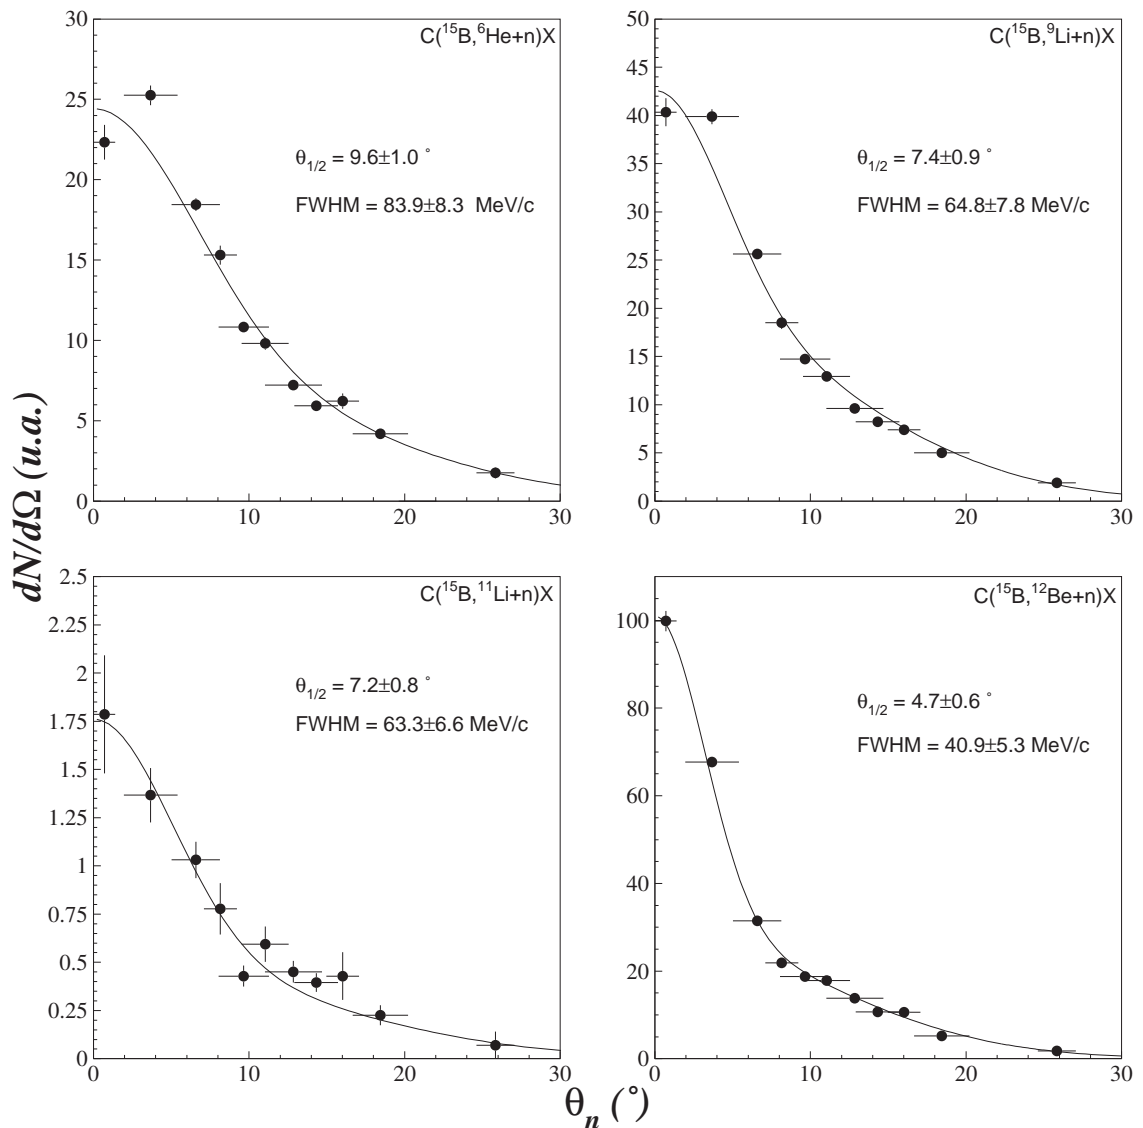 C(¹⁵B,⁶He+n)X
θ₁/₂ = 9.6±1.0 °
FWHM = 83.9±8.3 MeV/c
30
25
20
15
10
5
0
0 10 20 30
C(¹⁵B,⁹Li+n)X
θ₁/₂ = 7.4±0.9 °
FWHM = 64.8±7.8 MeV/c
50
45
40
35
30
25
20
15
10
5
0
0 10 20 30
dN/dΩ (u.a.)
C(¹⁵B,¹¹Li+n)X
θ₁/₂ = 7.2±0.8 °
FWHM = 63.3±6.6 MeV/c
2.5
2.25
2
1.75
1.5
1.25
1
0.75
0.5
0.25
0
0 10 20 30
C(¹⁵B,¹²Be+n)X
θ₁/₂ = 4.7±0.6 °
FWHM = 40.9±5.3 MeV/c
100
80
60
40
20
0
0 10 20 30
θₙ (°)